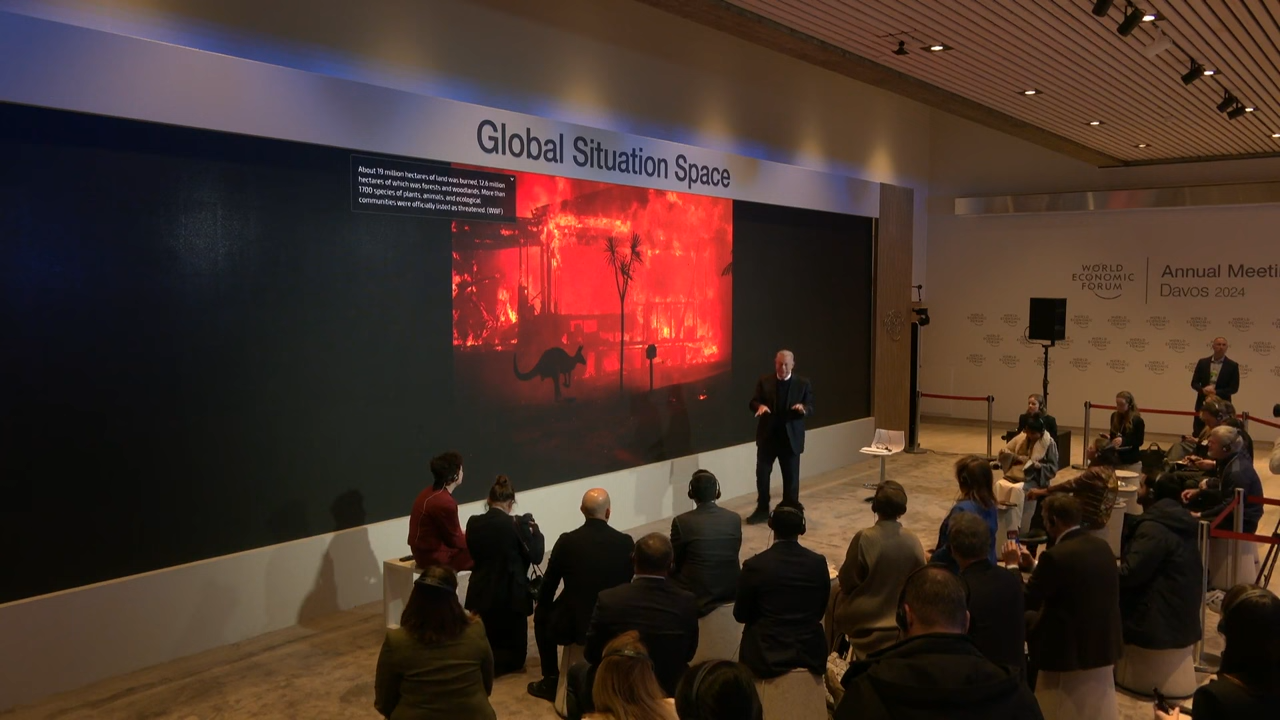 Global Situation Space
About 19 million hectares of land was burned, 12.6 million
hectares of which was forests and woodlands. More than
1700 species of plants, animals, and ecological
communities were officially listed as threatened. (WWF)
WORLD
ECONOMIC
FORUM
Annual Meeti
Davos 2024